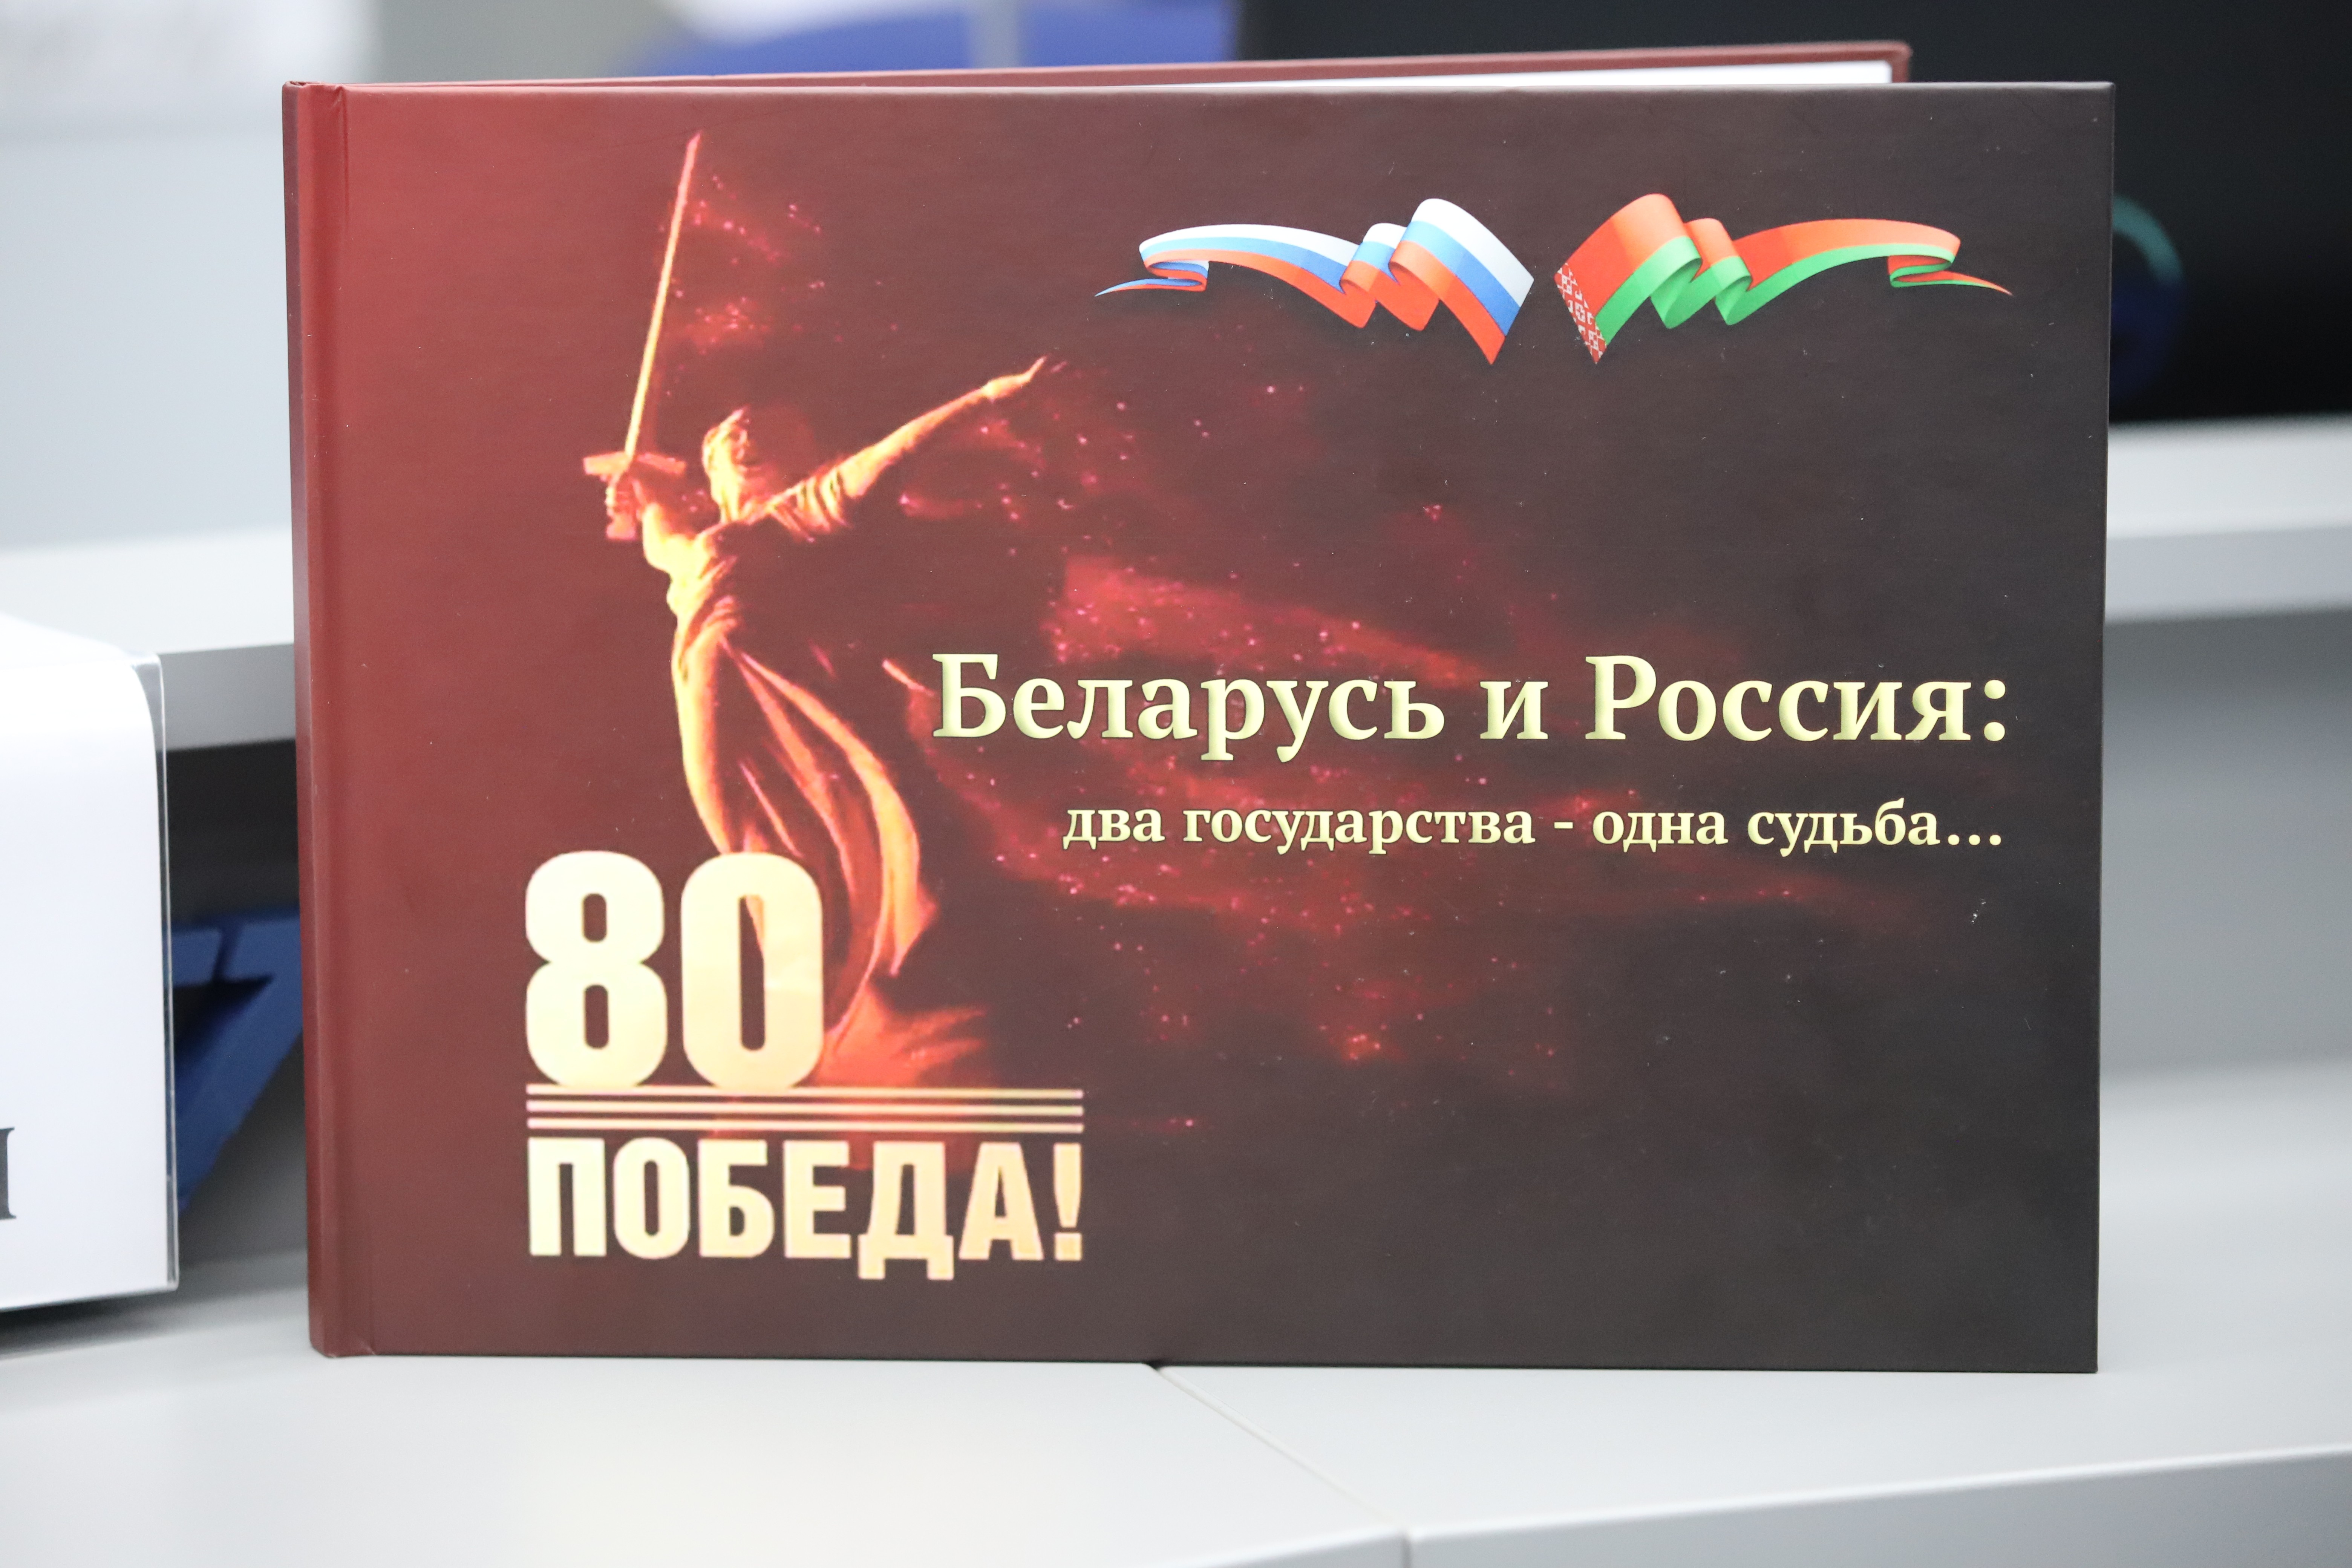 Беларусь и Россия:
два государства - одна судьба...
80
ПОБЕДА!